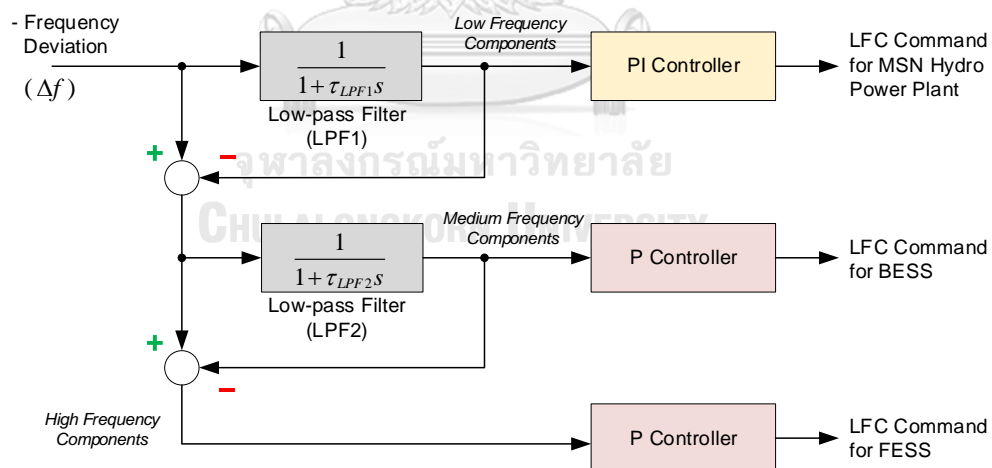 - Frequency
Deviation
(Δf)
1
1+τLPF1s
Low-pass Filter
(LPF1)
Low Frequency
Components
PI Controller
LFC Command
for MSN Hydro
Power Plant
+
−
จุฬาลงกรณ์มหาวิทยาลัย
CHULALONGKORN UNIVERSITY
1
1+τLPF2s
Low-pass Filter
(LPF2)
Medium Frequency
Components
P Controller
LFC Command
for BESS
+
−
High Frequency
Components
P Controller
LFC Command
for FESS